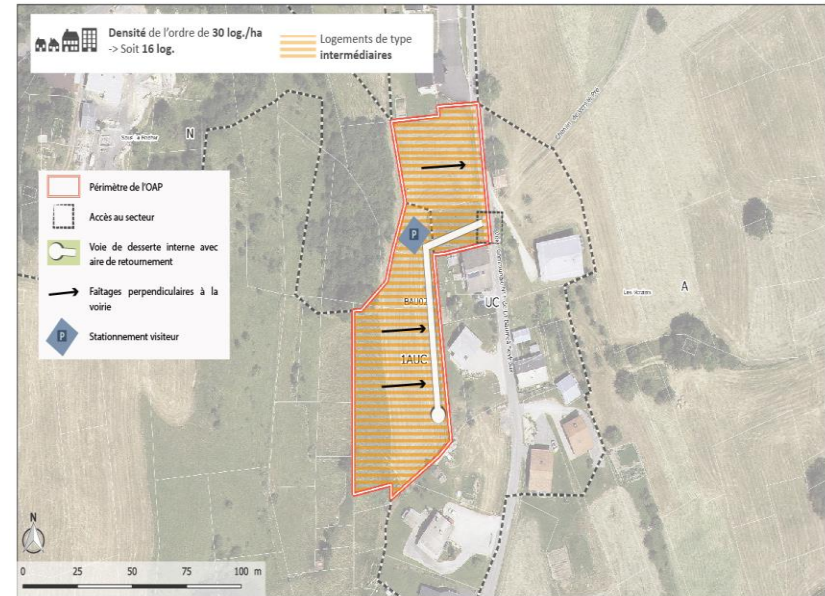 Densité de l'ordre de 30 log./ha
-> Soit 16 log.
Logements de type
intermédiaires
N
Périmètre de l'OAP
Accès au secteur
Voie de desserte interne avec
aire de retournement
Faîtages perpendiculaires à la
voirie
P
Stationnement visiteur
P
BAU02
UC
1AUC
A
N
0 25 50 75 100 m